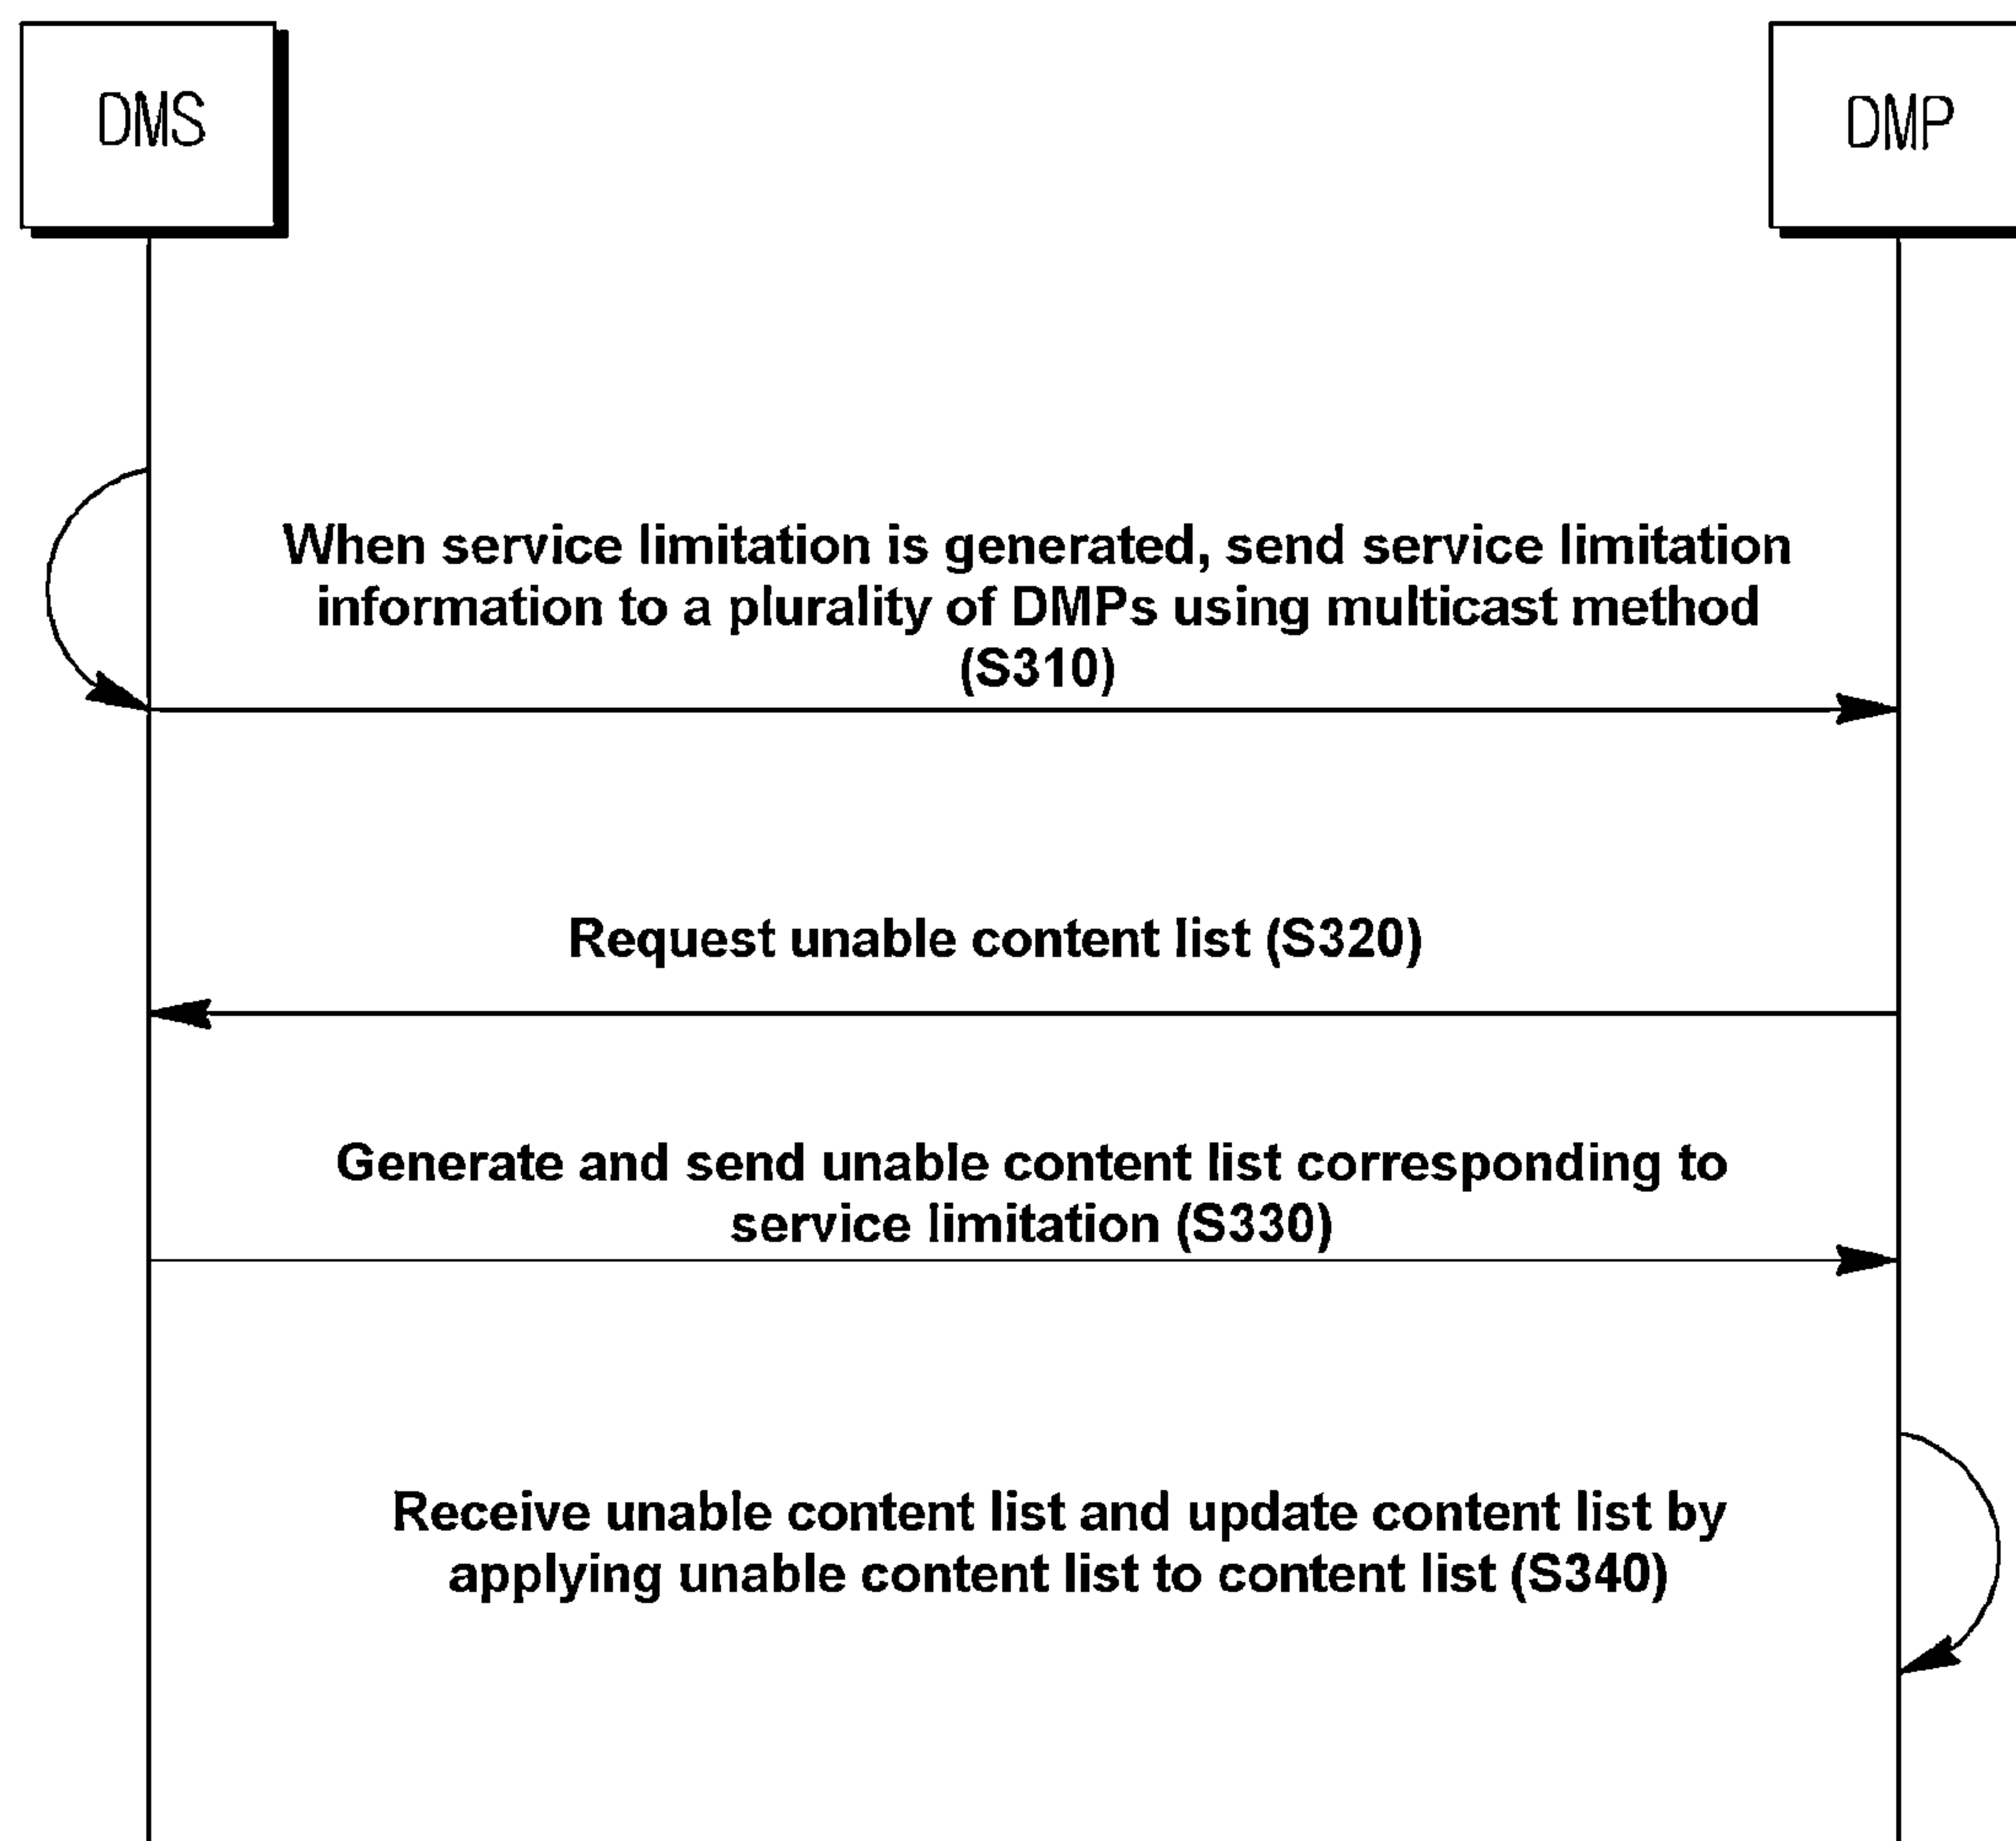 DMS
DMP
When service limitation is generated, send service limitation
information to a plurality of DMPs using multicast method
(S310)
Request unable content list (S320)
Generate and send unable content list corresponding to
service limitation (S330)
Receive unable content list and update content list by
applying unable content list to content list (S340)